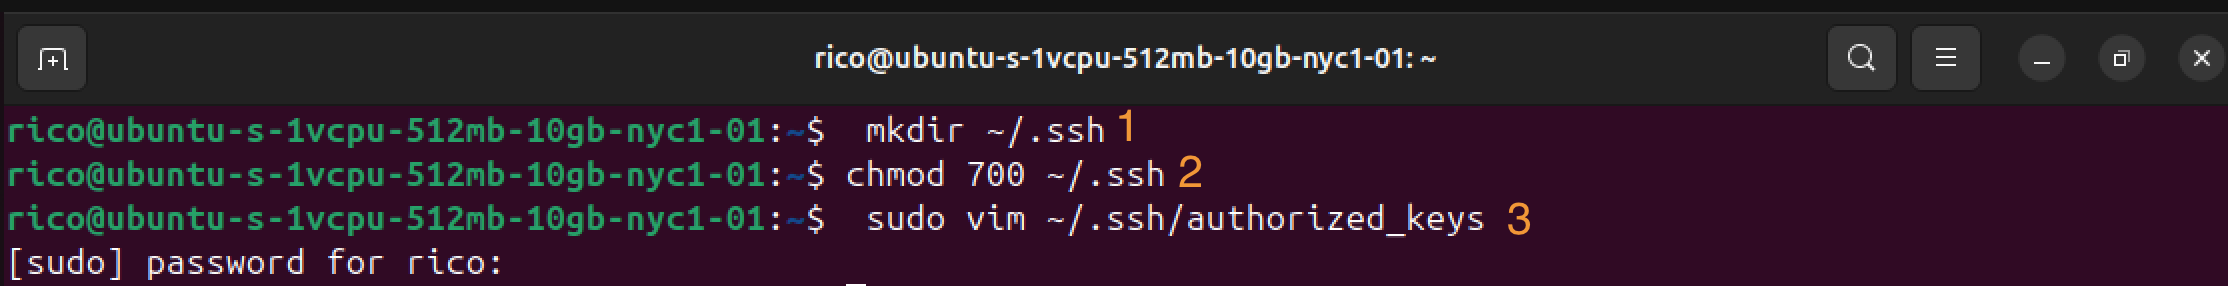 rico@ubuntu-s-1vcpu-512mb-10gb-nyc1-01: ~
rico@ubuntu-s-1vcpu-512mb-10gb-nyc1-01:~$  mkdir ~/.ssh 1
rico@ubuntu-s-1vcpu-512mb-10gb-nyc1-01:~$ chmod 700 ~/.ssh 2
rico@ubuntu-s-1vcpu-512mb-10gb-nyc1-01:~$  sudo vim ~/.ssh/authorized_keys 3
[sudo] password for rico: